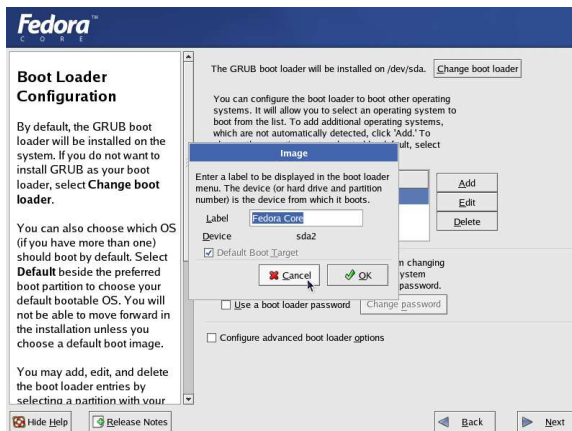 Fedora™
CORE
Boot Loader
Configuration
By default, the GRUB boot
loader will be installed on the
system. If you do not want to
install GRUB as your boot
loader, select Change boot
loader.
You can also choose which OS
(if you have more than one)
should boot by default. Select
Default beside the preferred
boot partition to choose your
default bootable OS. You will
not be able to move forward in
the installation unless you
choose a default boot image.
You may add, edit, and delete
the boot loader entries by
selecting a partition with your
The GRUB boot loader will be installed on /dev/sda. Change boot loader
You can configure the boot loader to boot other operating
systems. It will allow you to select an operating system to
boot from the list. To add additional operating systems,
which are not automatically detected, click 'Add.' To
select
Image
Enter a label to be displayed in the boot loader
menu. The device (or hard drive and partition
number) is the device from which it boots.
Label Fedora Core
Device sda2
Default Boot Target
Cancel OK
Add
Edit
Delete
changing
password.
Use a boot loader password Change password
Configure advanced boot loader options
Hide Help Release Notes Back Next